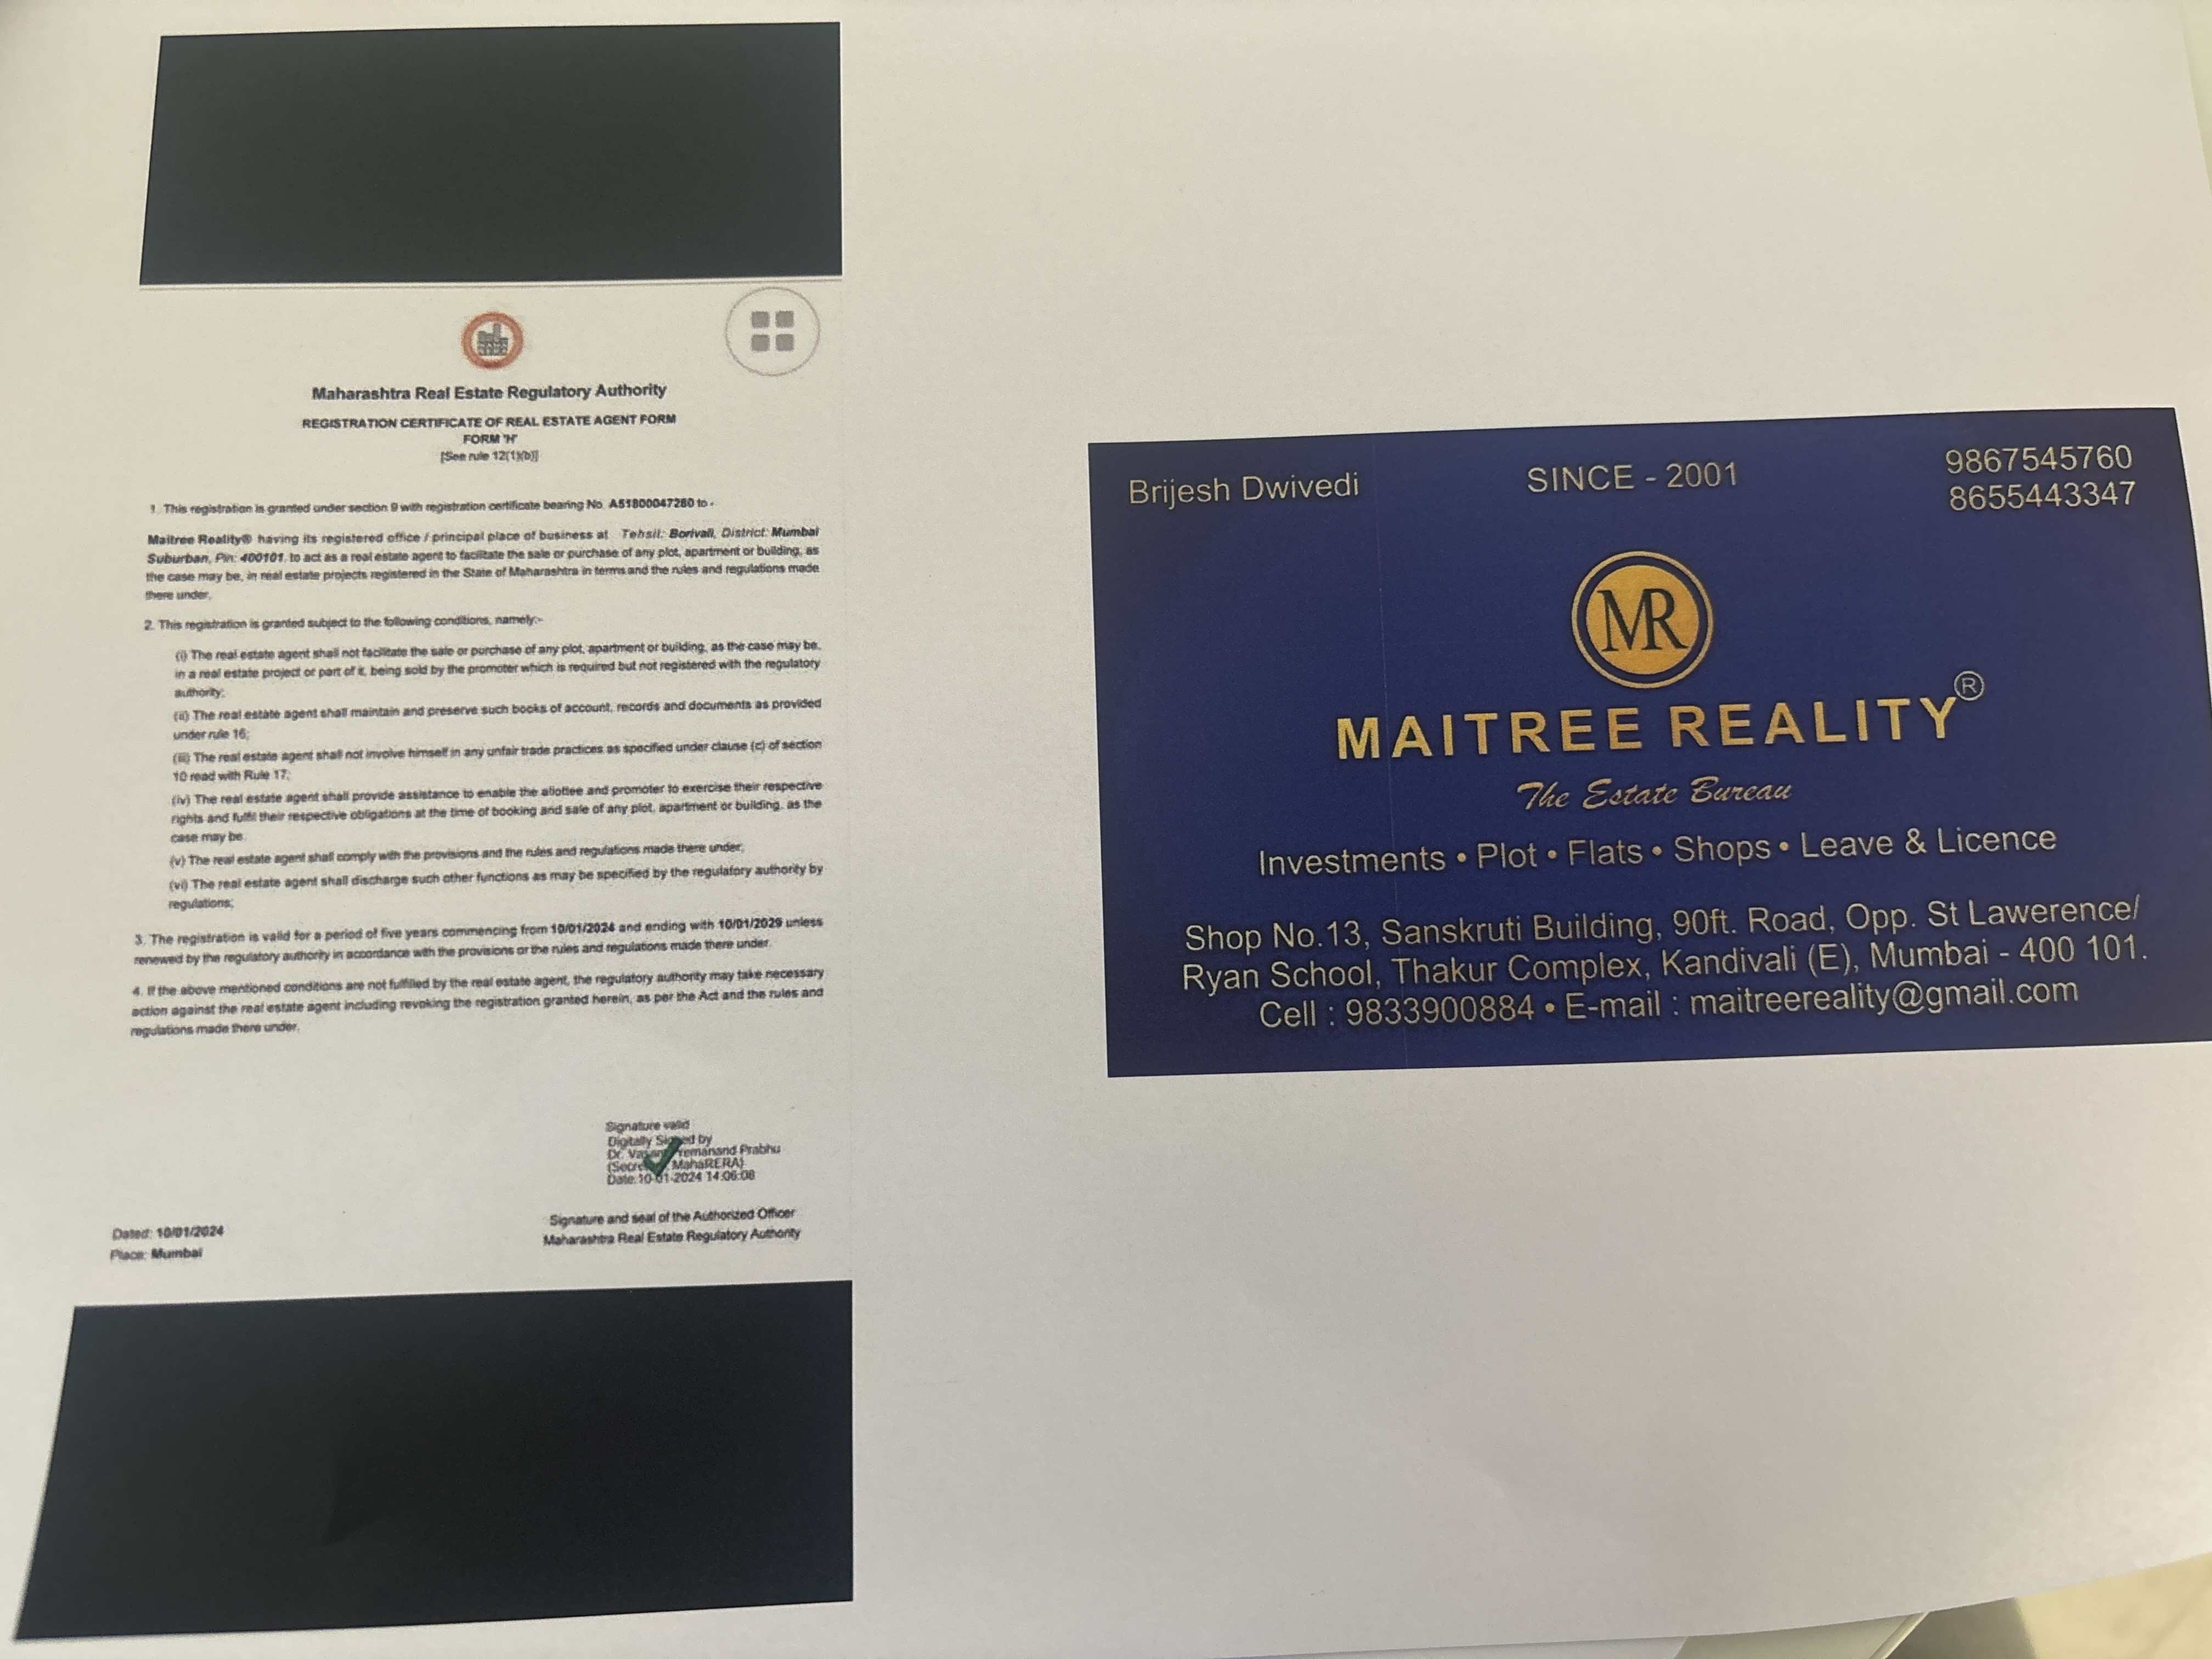 Maharashtra Real Estate Regulatory Authority
REGISTRATION CERTIFICATE OF REAL ESTATE AGENT FORM
FORM 'H'
[See rule 12(1)(b)]
1. This registration is granted under section 9 with registration certificate bearing No. A51800047280 to -
Maitree Reality® having its registered office / principal place of business at Tehsil: Borivali, District: Mumbai
Suburban, Pin: 400101, to act as a real estate agent to facilitate the sale or purchase of any plot, apartment or building, as
the case may be, in real estate projects registered in the State of Maharashtra in terms and the rules and regulations made
there under,
2. This registration is granted subject to the following conditions, namely:-
(i) The real estate agent shall not facilitate the sale or purchase of any plot, apartment or building, as the case may be,
in a real estate project or part of it, being sold by the promoter which is required but not registered with the regulatory
authority;
(ii) The real estate agent shall maintain and preserve such books of account, records and documents as provided
under rule 16;
(iii) The real estate agent shall not involve himself in any unfair trade practices as specified under clause (c) of section
10 read with Rule 17;
(iv) The real estate agent shall provide assistance to enable the allottee and promoter to exercise their respective
rights and fulfil their respective obligations at the time of booking and sale of any plot, apartment or building, as the
case may be.
(v) The real estate agent shall comply with the provisions and the rules and regulations made there under;
(vi) The real estate agent shall discharge such other functions as may be specified by the regulatory authority by
regulations;
3. The registration is valid for a period of five years commencing from 10/01/2024 and ending with 10/01/2029 unless
renewed by the regulatory authority in accordance with the provisions or the rules and regulations made there under.
4. If the above mentioned conditions are not fulfilled by the real estate agent, the regulatory authority may take necessary
action against the real estate agent including revoking the registration granted herein, as per the Act and the rules and
regulations made there under.
Signature valid
Digitally Signed by
Dr. Prabhu
MahaRERA)
Date:10-01-2024 14:06:08
Dated: 10/01/2024
Place: Mumbai
Signature and seal of the Authorized Officer
Maharashtra Real Estate Regulatory Authority
Brijesh Dwivedi
SINCE - 2001
9867545760
8655443347
MR
MAITREE REALITY®
The Estate Bureau
Investments • Plot • Flats • Shops • Leave & Licence
Shop No.13, Sanskruti Building, 90ft. Road, Opp. St Lawerence/
Ryan School, Thakur Complex, Kandivali (E), Mumbai - 400 101.
Cell : 9833900884 • E-mail : maitreereality@gmail.com